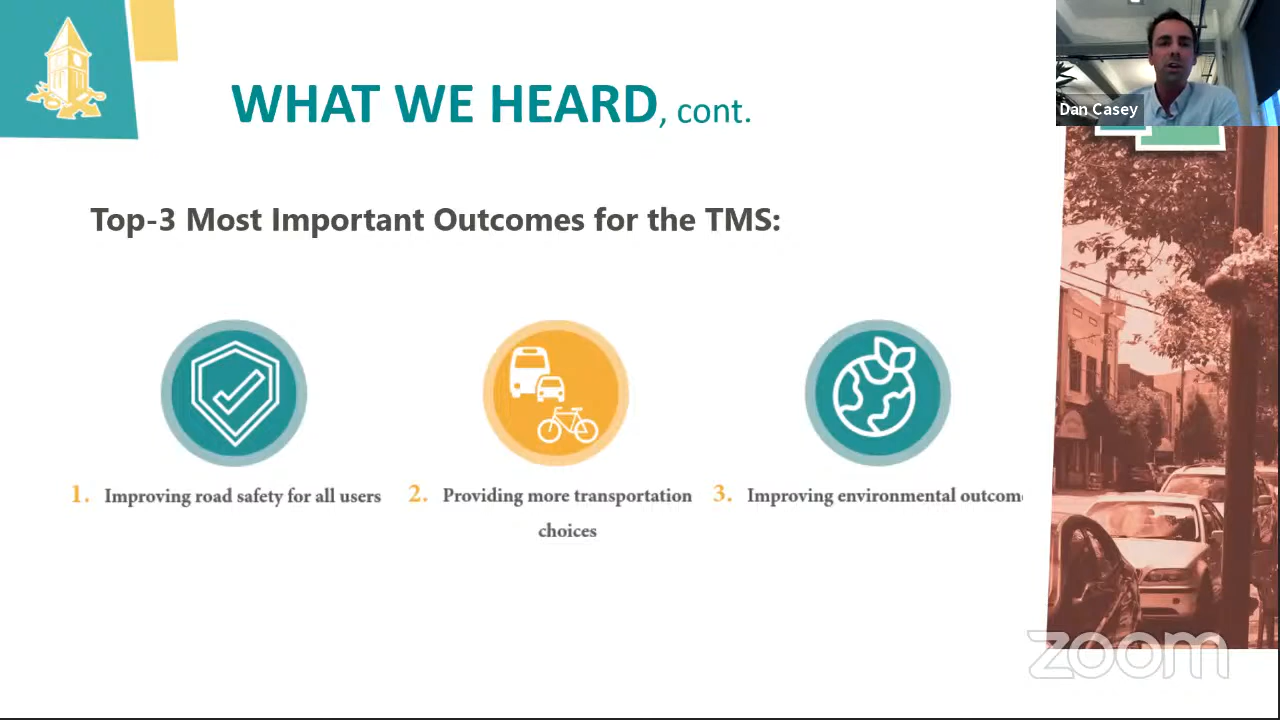 WHAT WE HEARD, cont.
Dan Casey
Top-3 Most Important Outcomes for the TMS:
1. Improving road safety for all users
2. Providing more transportation
choices
3. Improving environmental outcom
zoom